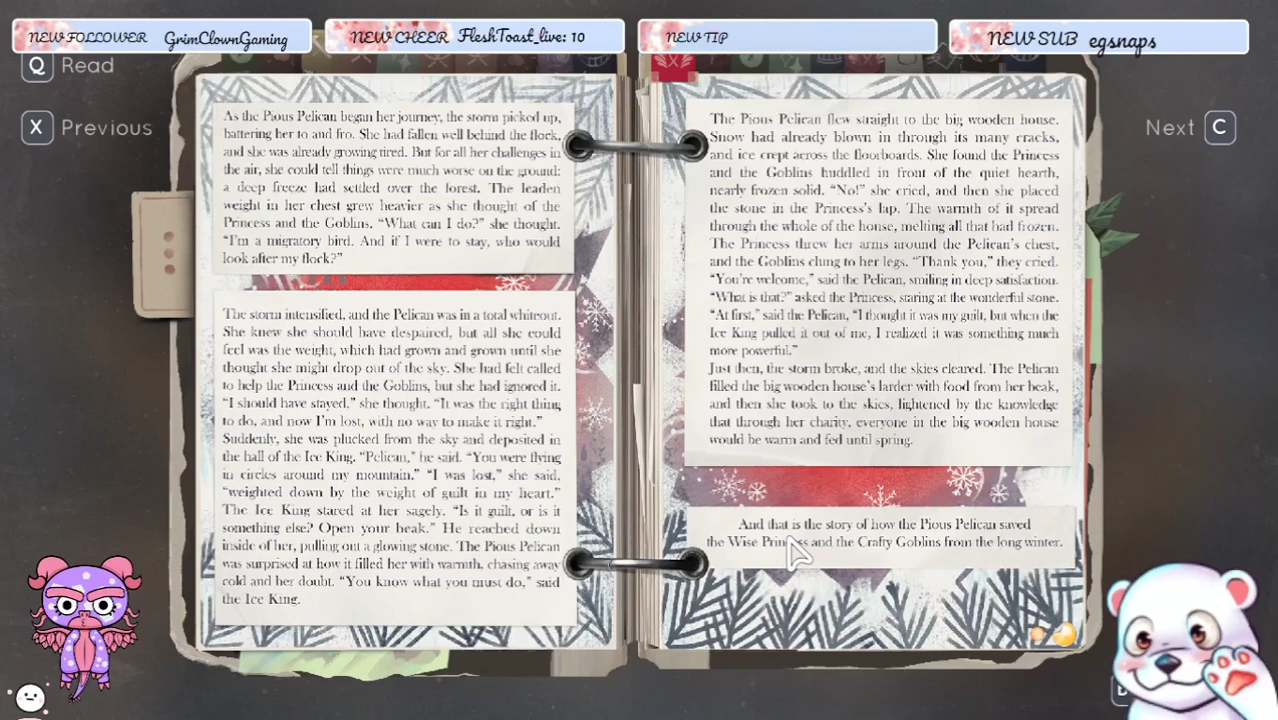 NEW FOLLOWER GrimClownGaming
NEW CHEER FleshToast_live: 10
NEW TIP
NEW SUB egsnaps
Q Read
X Previous
Next C
As the Pious Pelican began her journey, the storm picked up,
battering her to and fro. She had fallen well behind the flock,
and she was already growing tired. But for all her challenges in
the air, she could tell things were much worse on the ground:
a deep freeze had settled over the forest. The leaden
weight in her chest grew heavier as she thought of the
Princess and the Goblins. “What can I do?” she thought.
“I’m a migratory bird. And if I were to stay, who would
look after my flock?”
The storm intensified, and the Pelican was in a total whiteout.
She knew she should have despaired, but all she could
feel was the weight, which had grown and grown until she
thought she might drop out of the sky. She had felt called
to help the Princess and the Goblins, but she had ignored it.
“I should have stayed,” she thought. “It was the right thing
to do, and now I’m lost, with no way to make it right.”
Suddenly, she was plucked from the sky and deposited in
the hall of the Ice King. “Pelican,” he said. “You were flying
in circles around my mountain.” “I was lost,” she said,
“weighted down by the weight of guilt in my heart.”
The Ice King stared at her sagely. “Is it guilt, or is it
something else? Open your beak.” He reached down
inside of her, pulling out a glowing stone. The Pious Pelican
was surprised at how it filled her with warmth, chasing away
cold and her doubt. “You know what you must do,” said
the Ice King.
The Pious Pelican flew straight to the big wooden house.
Snow had already blown in through its many cracks,
and ice crept across the floorboards. She found the Princess
and the Goblins huddled in front of the quiet hearth,
nearly frozen solid. “No!” she cried, and then she placed
the stone in the Princess’s lap. The warmth of it spread
through the whole of the house, melting all that had frozen.
The Princess threw her arms around the Pelican’s chest,
and the Goblins clung to her legs. “Thank you,” they cried.
“You’re welcome,” said the Pelican, smiling in deep satisfaction.
“What is that?” asked the Princess, staring at the wonderful stone.
“At first,” said the Pelican, “I thought it was my guilt, but when the
Ice King pulled it out of me, I realized it was something much
more powerful.”
Just then, the storm broke, and the skies cleared. The Pelican
filled the big wooden house’s larder with food from her beak,
and then she took to the skies, lightened by the knowledge
that through her charity, everyone in the big wooden house
would be warm and fed until spring.
And that is the story of how the Pious Pelican saved
the Wise Princess and the Crafty Goblins from the long winter.